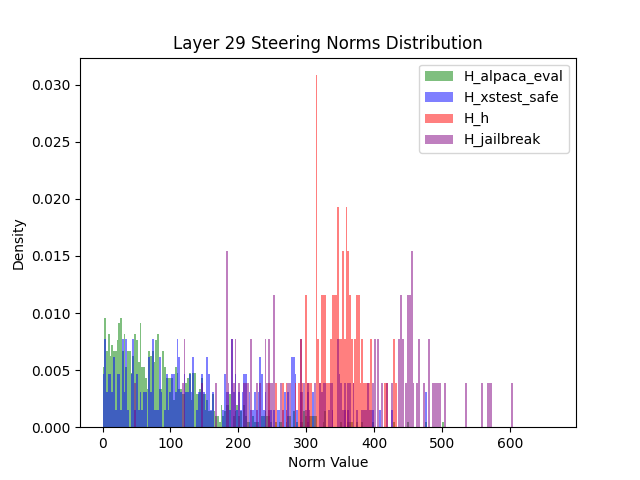 Layer 29 Steering Norms Distribution
H_alpaca_eval
H_xstest_safe
H_h
H_jailbreak
0.030
0.025
0.020
0.015
0.010
0.005
0.000
Density
0 100 200 300 400 500 600
Norm Value